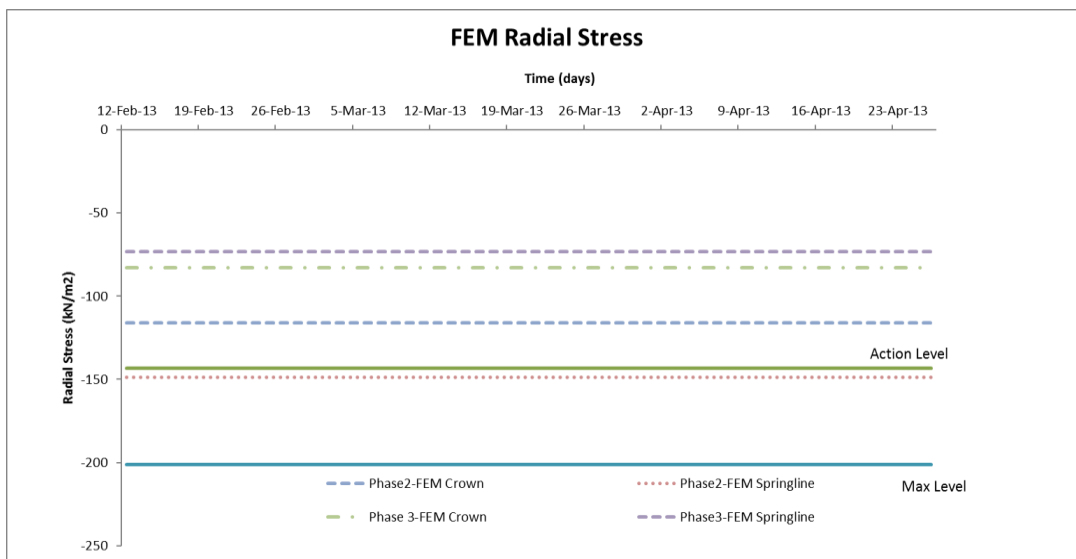 FEM Radial Stress
Time (days)
12-Feb-13 19-Feb-13 26-Feb-13 5-Mar-13 12-Mar-13 19-Mar-13 26-Mar-13 2-Apr-13 9-Apr-13 16-Apr-13 23-Apr-13
0
-50
-100
-150
-200
-250
Radial Stress (kN/m2)
Action Level
Max Level
Phase2-FEM Crown Phase2-FEM Springline
Phase 3-FEM Crown Phase3-FEM Springline